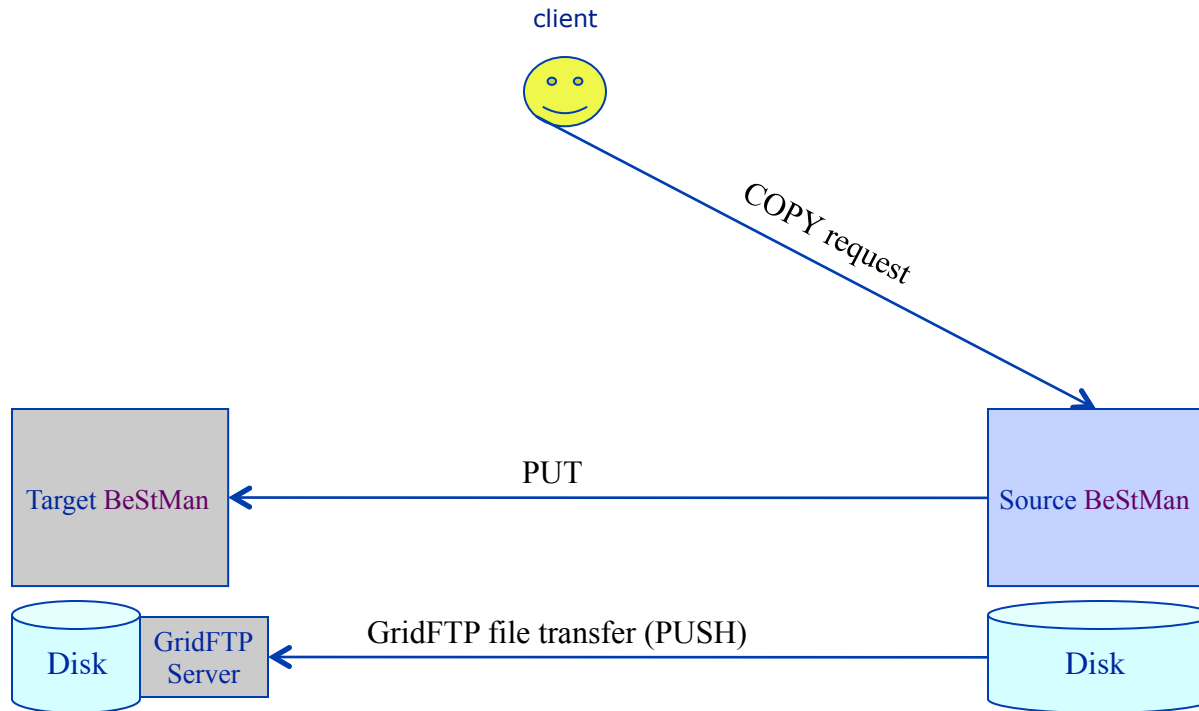 client
COPY request
PUT
Target BeStMan
Source BeStMan
GridFTP file transfer (PUSH)
Disk
GridFTP
Server
Disk